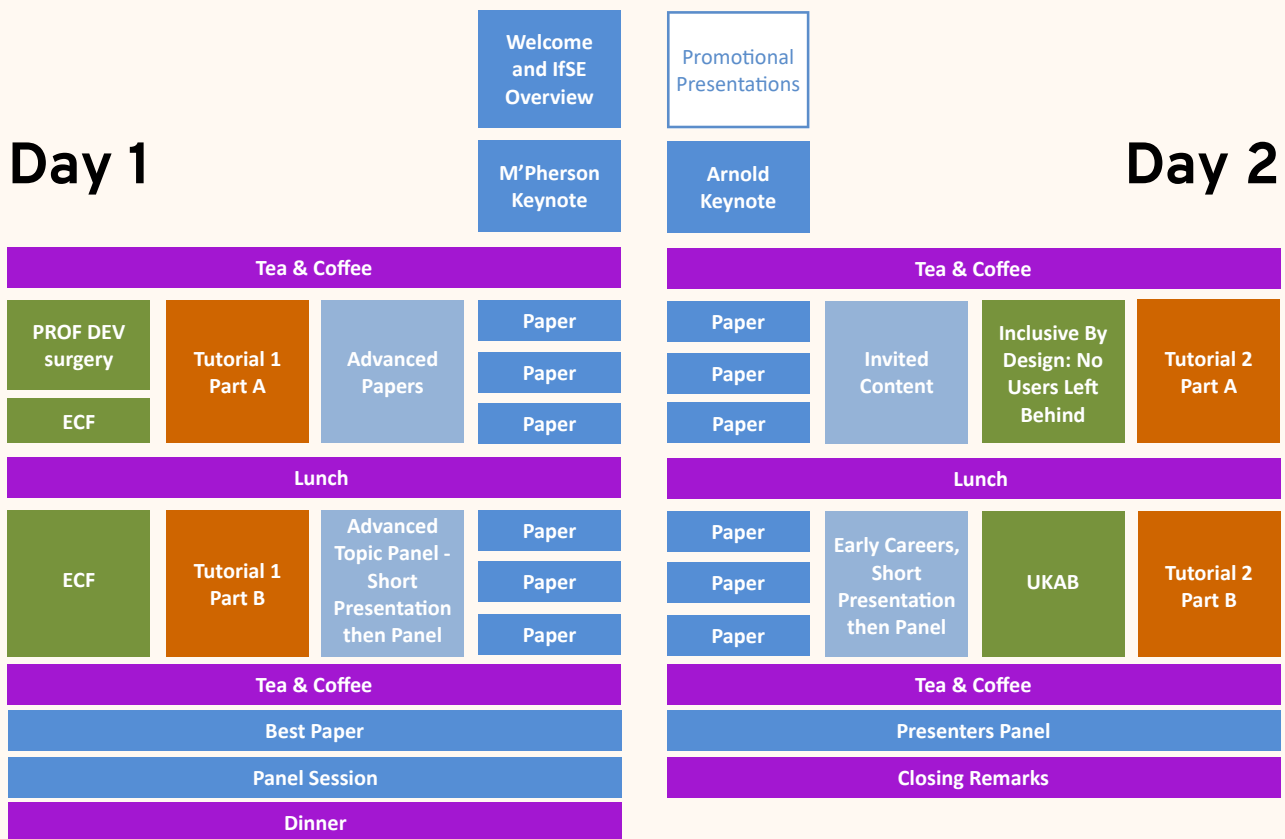 Day 1
Welcome
and IfSE
Overview
M'Pherson
Keynote
Tea & Coffee
PROF DEV
surgery
ECF
Tutorial 1
Part A
Advanced
Papers
Paper
Paper
Paper
Lunch
ECF
Tutorial 1
Part B
Advanced
Topic Panel -
Short
Presentation
then Panel
Paper
Paper
Paper
Tea & Coffee
Best Paper
Panel Session
Dinner
Day 2
Promotional
Presentations
Arnold
Keynote
Tea & Coffee
Paper
Paper
Paper
Invited
Content
Inclusive By
Design: No
Users Left
Behind
Tutorial 2
Part A
Lunch
Paper
Paper
Paper
Early Careers,
Short
Presentation
then Panel
UKAB
Tutorial 2
Part B
Tea & Coffee
Presenters Panel
Closing Remarks